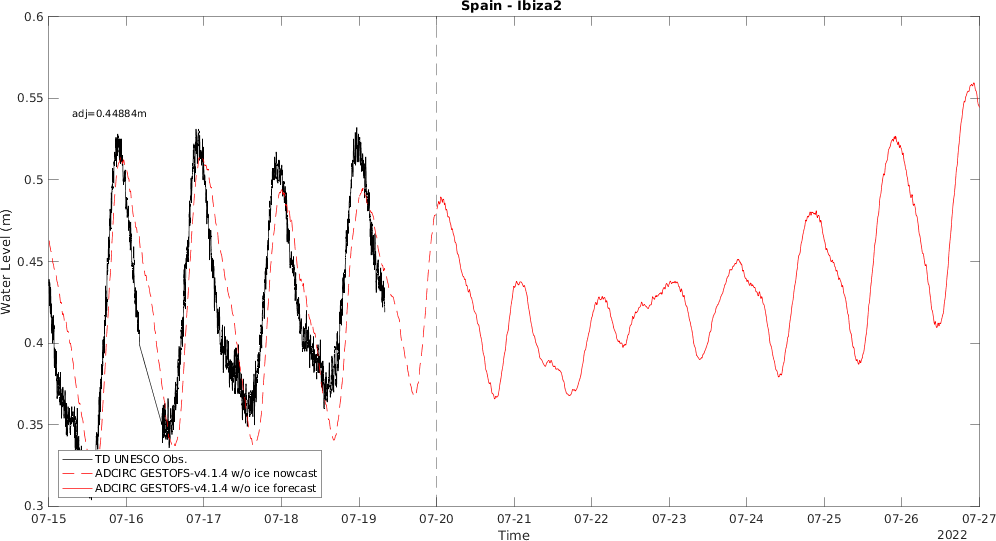 Spain - Ibiza2
0.6
0.55
0.5
0.45
0.4
0.35
0.3
Water Level (m)
adj=0.44884m
TD UNESCO Obs.
ADCIRC GESTOFS-v4.1.4 w/o ice nowcast
ADCIRC GESTOFS-v4.1.4 w/o ice forecast
07-15 07-16 07-17 07-18 07-19 07-20 07-21 07-22 07-23 07-24 07-25 07-26 07-27
Time
2022